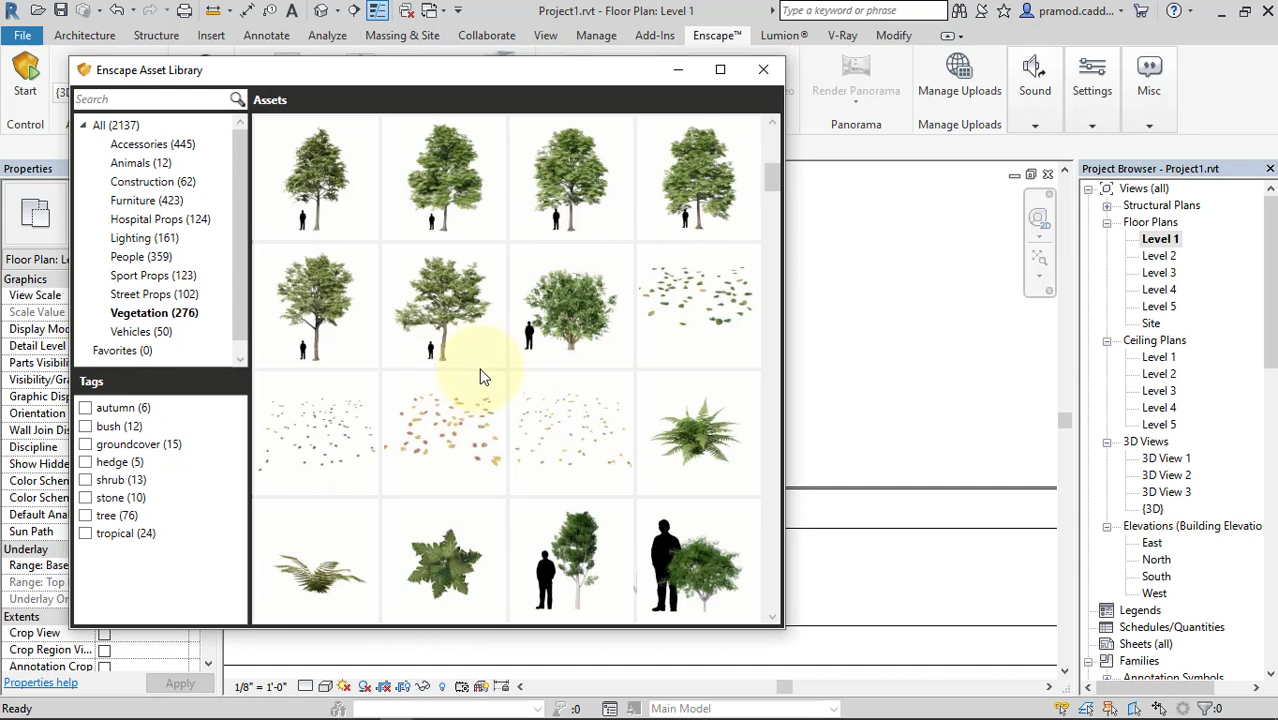 Project1.rvt - Floor Plan: Level 1
Type a keyword or phrase
pramod.cadd...
File
Architecture
Structure
Insert
Annotate
Analyze
Massing & Site
Collaborate
View
Manage
Add-Ins
Enscape™
Lumion®
V-Ray
Modify
Start
Control
Render Panorama
Panorama
Manage Uploads
Manage Uploads
Sound
Settings
Misc
Enscape Asset Library
Search
Assets
All (2137)
Accessories (445)
Animals (12)
Construction (62)
Furniture (423)
Hospital Props (124)
Lighting (161)
People (359)
Sport Props (123)
Street Props (102)
Vegetation (276)
Vehicles (50)
Favorites (0)
Tags
autumn (6)
bush (12)
groundcover (15)
hedge (5)
shrub (13)
stone (10)
tree (76)
tropical (24)
Properties
Floor Plan: Le
Graphics
View Scale
Scale Value
Display Mo
Detail Level
Parts Visibili
Visibility/Gra
Graphic Disp
Orientation
Wall Join Di
Discipline
Show Hidde
Color Schem
Color Schem
Default Ana
Sun Path
Underlay
Range: Base
Range: Top
Underlay On
Extents
Crop View
Crop Region Vi...
Annotation Crop
Properties help
Apply
Project Browser - Project1.rvt
Views (all)
Structural Plans
Floor Plans
Level 1
Level 2
Level 3
Level 4
Level 5
Site
Ceiling Plans
Level 1
Level 2
Level 3
Level 4
Level 5
3D Views
3D View 1
3D View 2
3D View 3
{3D}
Elevations (Building Elevatio
East
North
South
West
Legends
Schedules/Quantities
Sheets (all)
Families
Annotation Symbols
1/8" = 1'-0"
Ready
:0
Main Model
:0